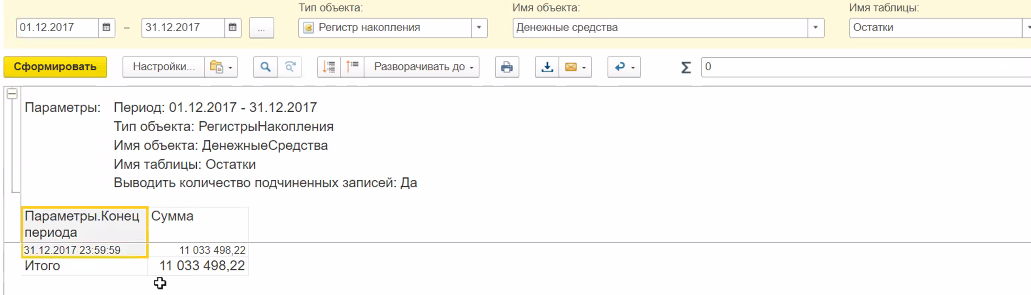 Тип объекта: Имя объекта: Имя таблицы:
01.12.2017 – 31.12.2017 ... Регистр накопления Денежные средства Остатки
Сформировать Настройки... Разворачивать до Σ 0
Параметры: Период: 01.12.2017 - 31.12.2017
Тип объекта: РегистрыНакопления
Имя объекта: ДенежныеСредства
Имя таблицы: Остатки
Выводить количество подчиненных записей: Да
Параметры.Конец Сумма
периода
31.12.2017 23:59:59 11 033 498,22
Итого 11 033 498,22